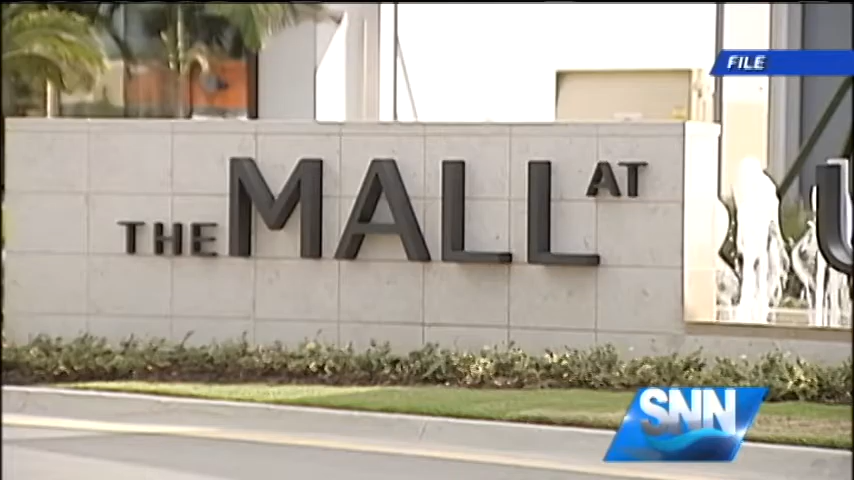 FILE
THE MALL AT U
SNN